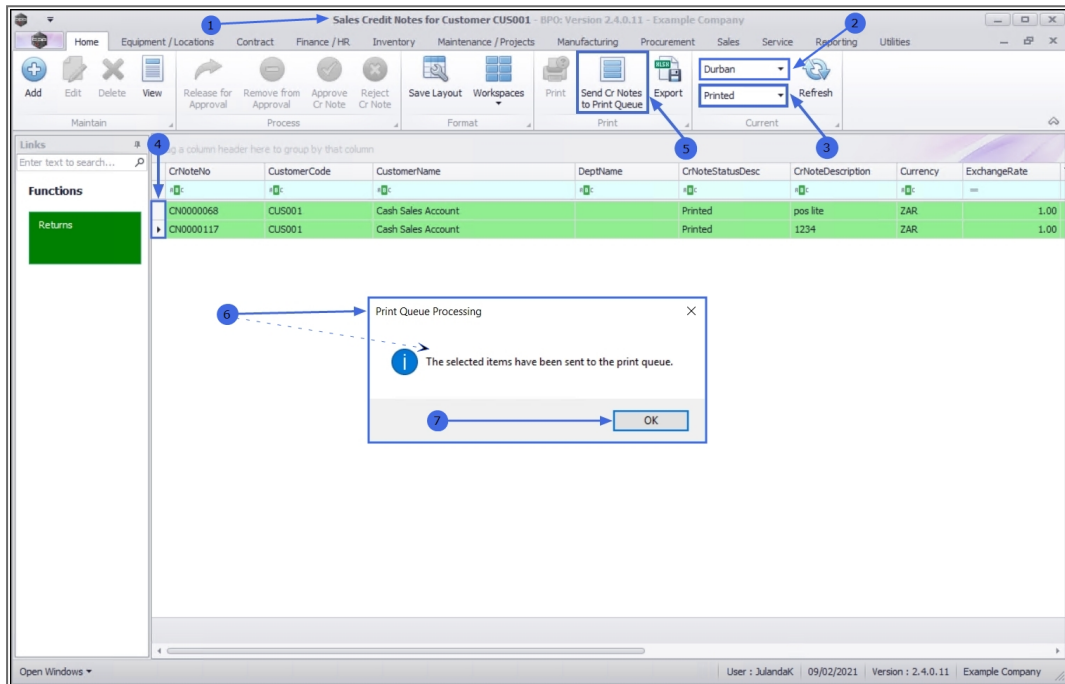 Sales Credit Notes for Customer CUS001 - BPO: Version 2.4.0.11 - Example Company
1
2
Home Equipment / Locations Contract Finance / HR Inventory Maintenance / Projects Manufacturing Procurement Sales Service Reporting Utilities
Add Edit Delete View Release for Approval Remove from Approval Approve Cr Note Reject Cr Note Save Layout Workspaces Print Send Cr Notes to Print Queue Export Durban Printed Refresh
Maintain Process Format Print Current
4
5
3
Links
Enter text to search...
Functions
Returns
a column header here to group by that column
CrNoteNo CustomerCode CustomerName DeptName CrNoteStatusDesc CrNoteDescription Currency ExchangeRate
CN0000068 CUS001 Cash Sales Account Printed pos lite ZAR 1.00
CN0000117 CUS001 Cash Sales Account Printed 1234 ZAR 1.00
6
Print Queue Processing
The selected items have been sent to the print queue.
7
OK
Open Windows User : JulandaK 09/02/2021 Version : 2.4.0.11 Example Company